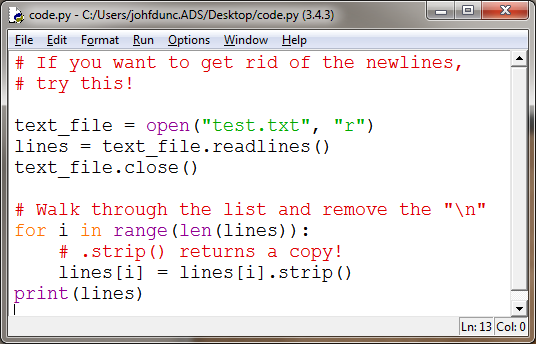 code.py - C:/Users/johfdunc.ADS/Desktop/code.py (3.4.3)
File Edit Format Run Options Window Help
# If you want to get rid of the newlines,
# try this!

text_file = open("test.txt", "r")
lines = text_file.readlines()
text_file.close()

# Walk through the list and remove the "\n"
for i in range(len(lines)):
    # .strip() returns a copy!
    lines[i] = lines[i].strip()
print(lines)
Ln: 13 Col: 0